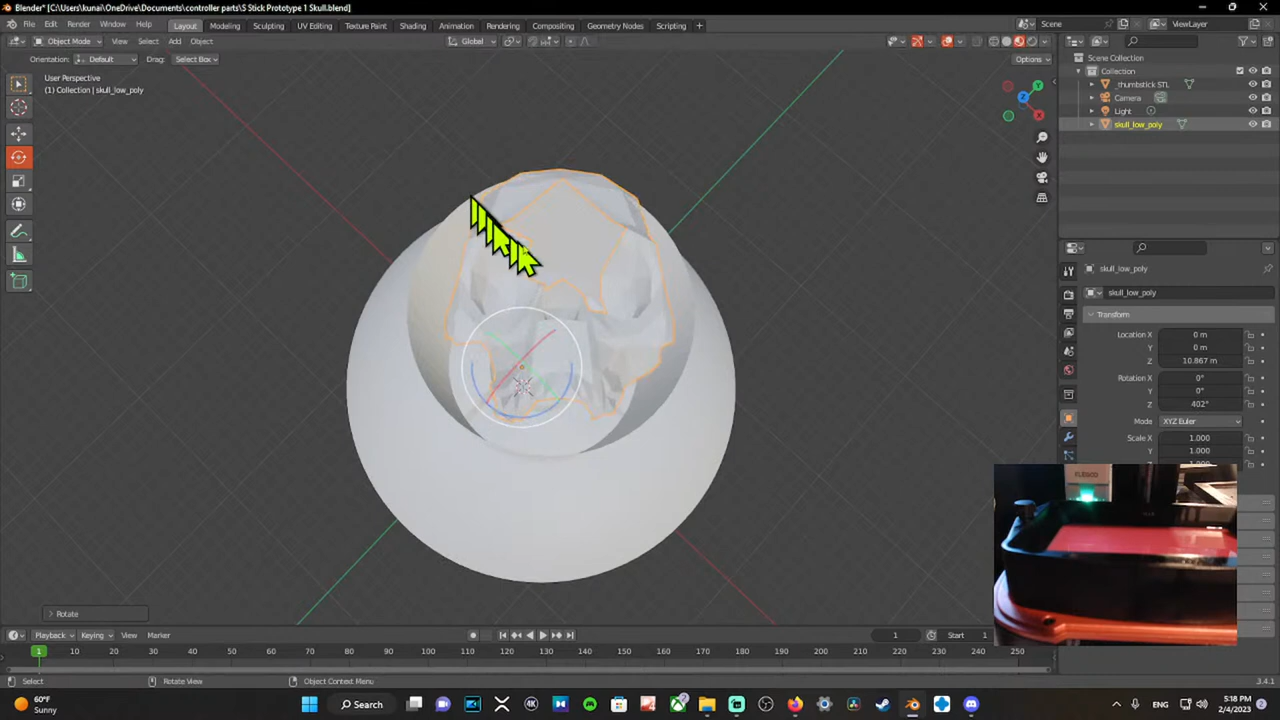 Blender* [C:\Users\kunai\OneDrive\Documents\controller parts\S Stick Prototype 1 Skull.blend]
File Edit Render Window Help Layout Modeling Sculpting UV Editing Texture Paint Shading Animation Rendering Compositing Geometry Nodes Scripting + Scene ViewLayer
Object Mode View Select Add Object Global
Orientation: Default Drag: Select Box Options
User Perspective
(1) Collection | skull_low_poly
Scene Collection
Collection
_thumbstick STL
Camera
Light
skull_low_poly
X
Y
Z
skull_low_poly
skull_low_poly
Transform
Location X 0 m
Y 0 m
Z 10.867 m
Rotation X 0°
Y 0°
Z 402°
Mode XYZ Euler
Scale X 1.000
Y 1.000
Rotate
Playback Keying View Marker 1 Start 1
1 10 20 30 40 50 60 70 80 90 100 110 120 130 140 150 160 170 180 190 200 210 220 230 240 250
Select Rotate View Object Context Menu 3.4.1
60°F
Sunny
Search
ENG
5:18 PM
2/4/2023